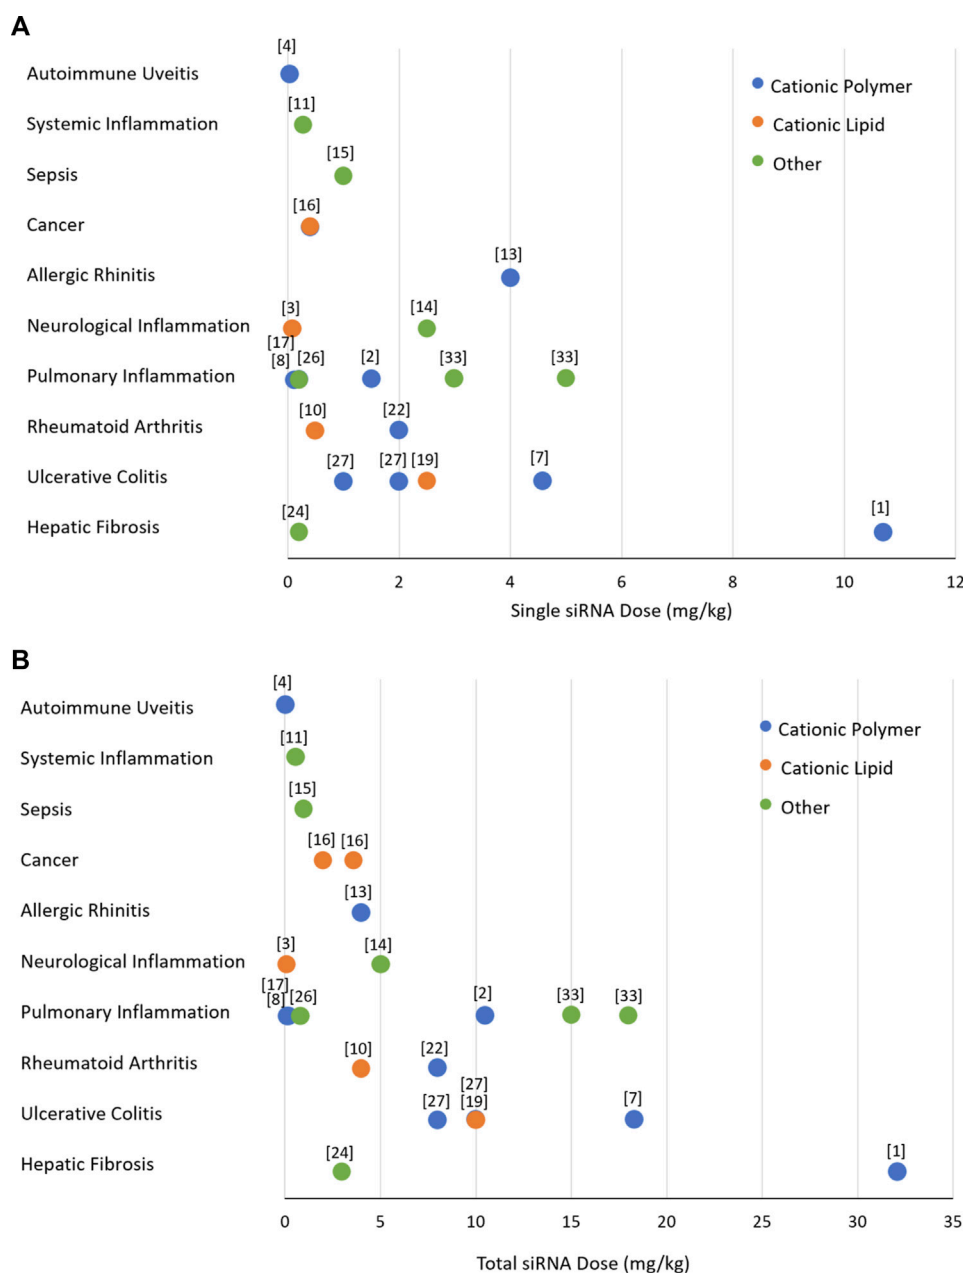 A
[4]
Autoimmune Uveitis
Cationic Polymer
[11]
Systemic Inflammation
Cationic Lipid
[15]
Sepsis
Other
[16]
Cancer
[13]
Allergic Rhinitis
[3] [14]
Neurological Inflammation
[17]
[8] [26] [2] [33] [33]
Pulmonary Inflammation
[10] [22]
Rheumatoid Arthritis
[27] [27] [19] [7]
Ulcerative Colitis
[24] [1]
Hepatic Fibrosis
0 2 4 6 8 10 12
Single siRNA Dose (mg/kg)
B
[4]
Autoimmune Uveitis
Cationic Polymer
[11]
Systemic Inflammation
Cationic Lipid
[15]
Sepsis
Other
[16] [16]
Cancer
[13]
Allergic Rhinitis
[3] [14]
Neurological Inflammation
[17]
[8] [26] [2] [33] [33]
Pulmonary Inflammation
[10] [22]
Rheumatoid Arthritis
[27]
[27] [19] [7]
Ulcerative Colitis
[24] [1]
Hepatic Fibrosis
0 5 10 15 20 25 30 35
Total siRNA Dose (mg/kg)